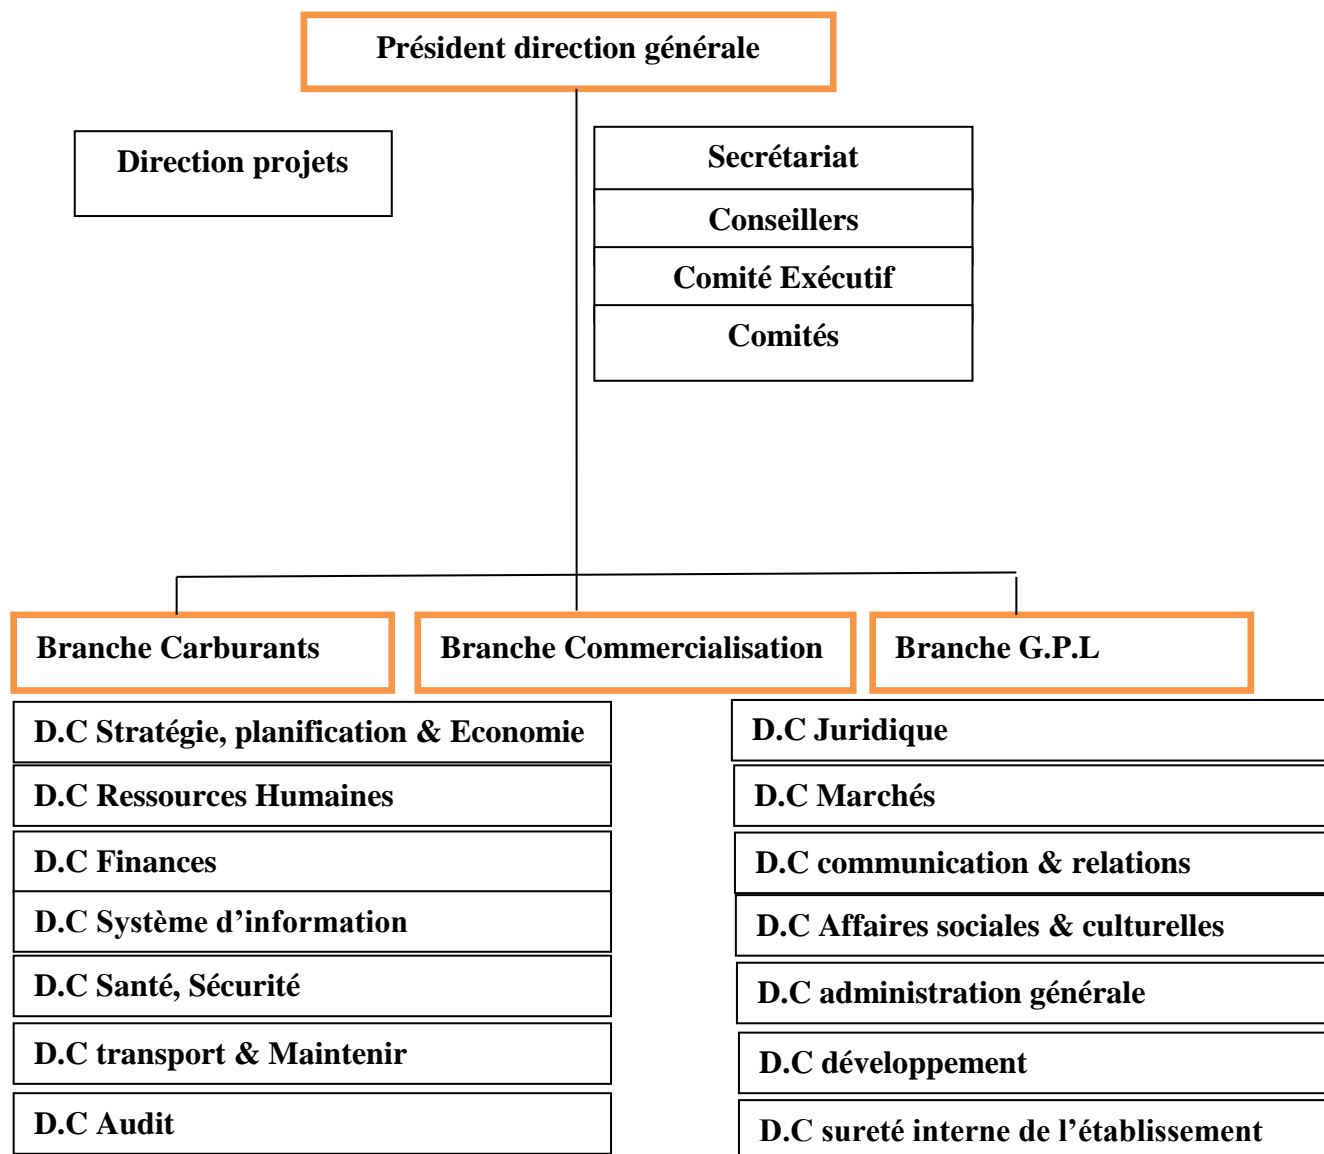 Président direction générale
Direction projets
Secrétariat
Conseillers
Comité Exécutif
Comités
Branche Carburants
Branche Commercialisation
Branche G.P.L
D.C Stratégie, planification & Economie
D.C Ressources Humaines
D.C Finances
D.C Système d’information
D.C Santé, Sécurité
D.C transport & Maintenir
D.C Audit
D.C Juridique
D.C Marchés
D.C communication & relations
D.C Affaires sociales & culturelles
D.C administration générale
D.C développement
D.C sureté interne de l’établissement